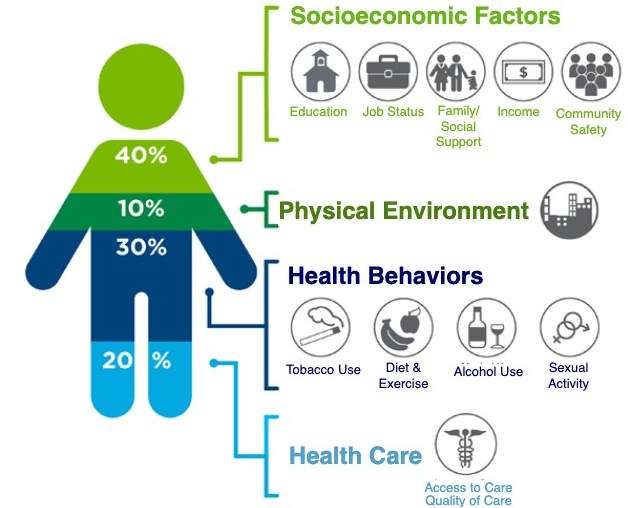 Socioeconomic Factors
$
Education
Job Status
Family/
Social
Support
Income
Community
Safety
40%
10%
Physical Environment
30%
Health Behaviors
Tobacco Use
Diet &
Exercise
Alcohol Use
Sexual
Activity
20 %
Health Care
Access to Care
Quality of Care